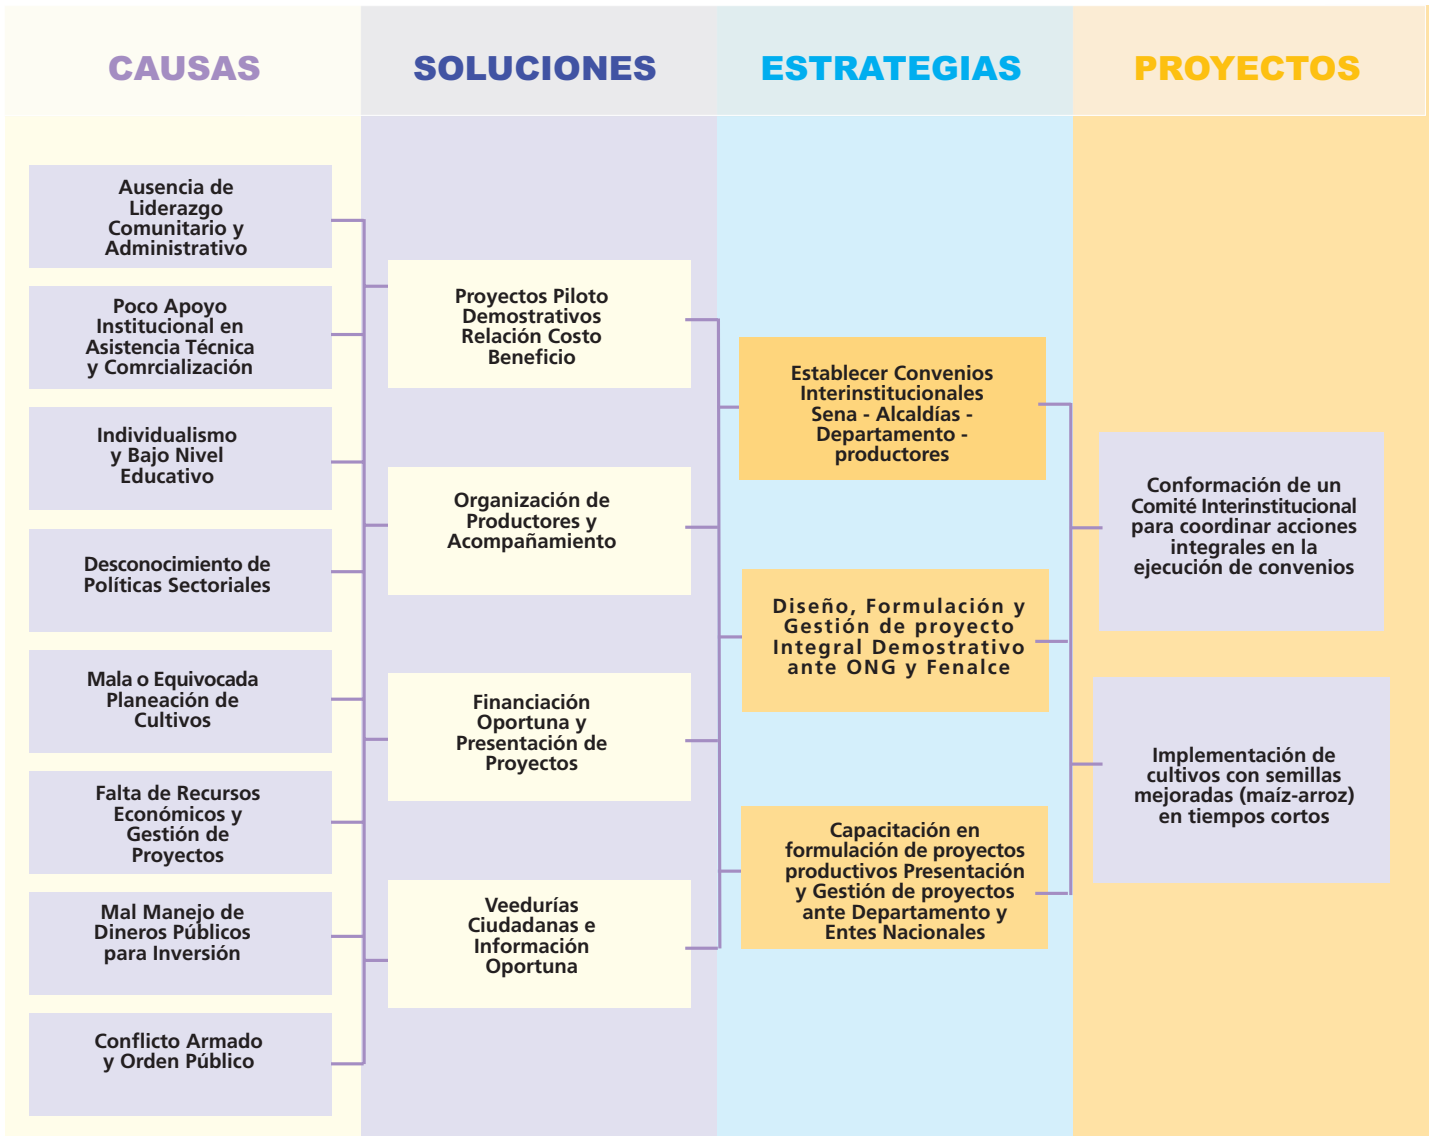 CAUSAS
SOLUCIONES
ESTRATEGIAS
PROYECTOS
Ausencia de
Liderazgo
Comunitario y
Administrativo
Poco Apoyo
Institucional en
Asistencia Técnica
y Comrcialización
Individualismo
y Bajo Nivel
Educativo
Desconocimiento de
Políticas Sectoriales
Mala o Equivocada
Planeación de
Cultivos
Falta de Recursos
Económicos y
Gestión de
Proyectos
Mal Manejo de
Dineros Públicos
para Inversión
Conflicto Armado
y Orden Público
Proyectos Piloto
Demostrativos
Relación Costo
Beneficio
Organización de
Productores y
Acompañamiento
Financiación
Oportuna y
Presentación de
Proyectos
Veedurías
Ciudadanas e
Información
Oportuna
Establecer Convenios
Interinstitucionales
Sena - Alcaldías -
Departamento -
productores
Diseño, Formulación y
Gestión de proyecto
Integral Demostrativo
ante ONG y Fenalce
Capacitación en
formulación de proyectos
productivos Presentación
y Gestión de proyectos
ante Departamento y
Entes Nacionales
Conformación de un
Comité Interinstitucional
para coordinar acciones
integrales en la
ejecución de convenios
Implementación de
cultivos con semillas
mejoradas (maíz-arroz)
en tiempos cortos